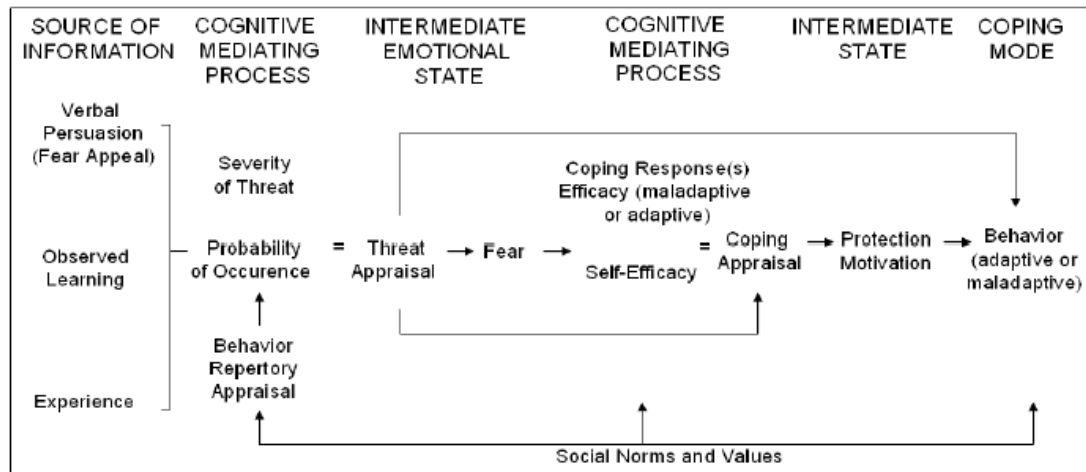 SOURCE OF
INFORMATION
COGNITIVE
MEDIATING
PROCESS
INTERMEDIATE
EMOTIONAL
STATE
COGNITIVE
MEDIATING
PROCESS
INTERMEDIATE
STATE
COPING
MODE
Verbal
Persuasion
(Fear Appeal)
Observed
Learning
Experience
Severity
of Threat
Probability
of Occurence
Behavior
Repertory
Appraisal
=
Threat
Appraisal
Fear
Coping Response(s)
Efficacy (maladaptive
or adaptive)
Self-Efficacy
=
Coping
Appraisal
Protection
Motivation
Behavior
(adaptive or
maladaptive)
Social Norms and Values